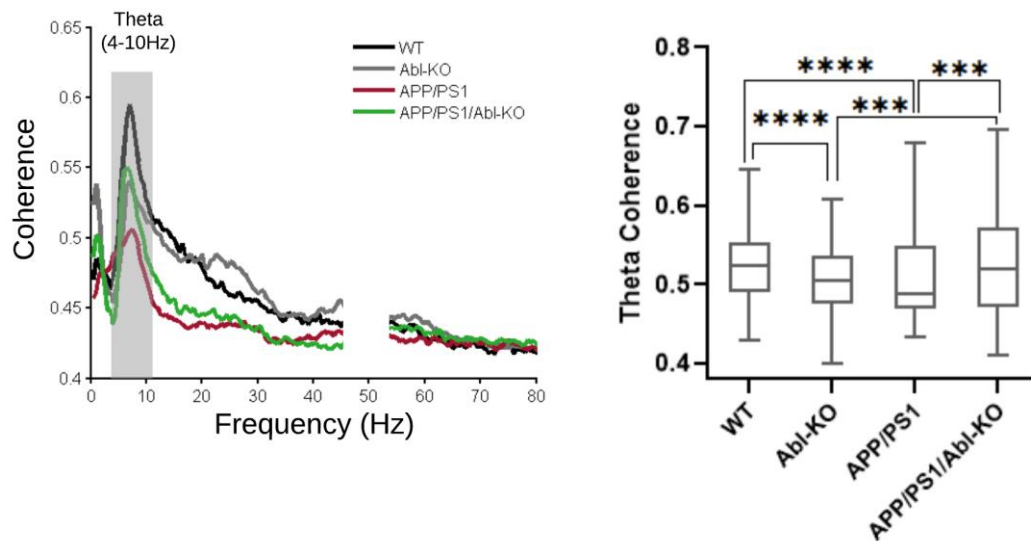 0.65
0.6
0.55
0.5
0.45
0.4
Coherence
Theta
(4-10Hz)
WT
Abl-KO
APP/PS1
APP/PS1/Abl-KO
0 10 20 30 40 50 60 70 80
Frequency (Hz)
0.8
0.7
0.6
0.5
0.4
Theta Coherence
**** ***
**** ***
WT
Abl-KO
APP/PS1
APP/PS1/Abl-KO